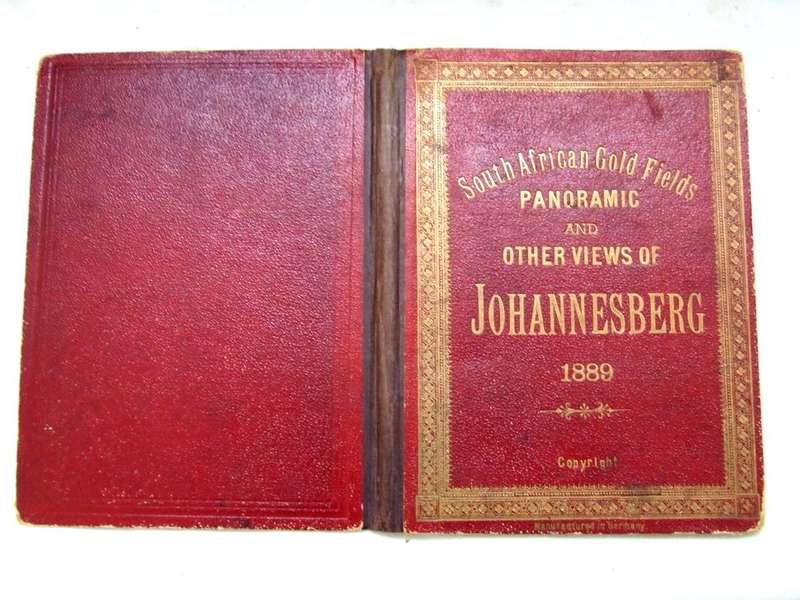 South African Gold Fields
PANORAMIC
AND
OTHER VIEWS OF
JOHANNESBERG
1889
Copyright
Manufactured in Germany